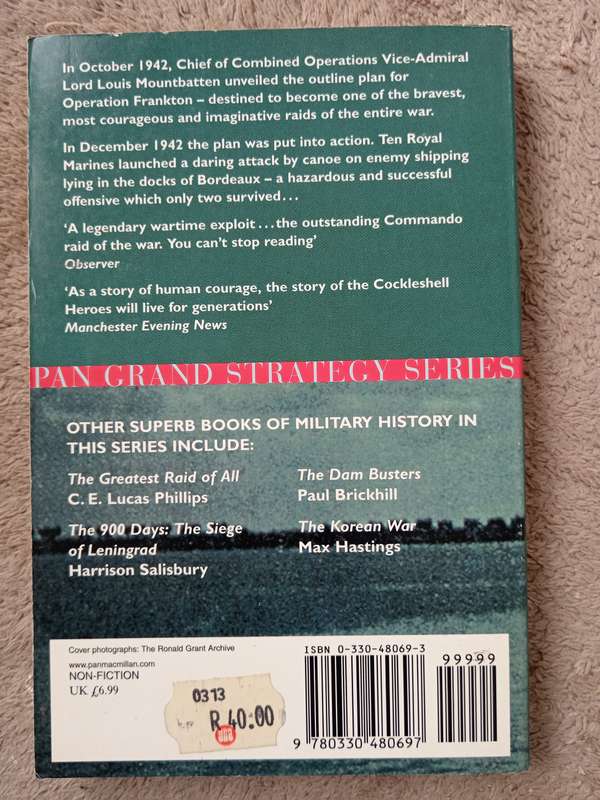 In October 1942, Chief of Combined Operations Vice-Admiral
Lord Louis Mountbatten unveiled the outline plan for
Operation Frankton – destined to become one of the bravest,
most courageous and imaginative raids of the entire war.
In December 1942 the plan was put into action. Ten Royal
Marines launched a daring attack by canoe on enemy shipping
lying in the docks of Bordeaux – a hazardous and successful
offensive which only two survived...
‘A legendary wartime exploit...the outstanding Commando
raid of the war. You can’t stop reading’
Observer
‘As a story of human courage, the story of the Cockleshell
Heroes will live for generations’
Manchester Evening News
PAN GRAND STRATEGY SERIES
OTHER SUPERB BOOKS OF MILITARY HISTORY IN
THIS SERIES INCLUDE:
The Greatest Raid of All
C. E. Lucas Phillips
The Dam Busters
Paul Brickhill
The 900 Days: The Siege
of Leningrad
Harrison Salisbury
The Korean War
Max Hastings
Cover photographs: The Ronald Grant Archive
www.panmacmillan.com
NON-FICTION
UK £6.99
0313
R 40:00
ISBN 0-330-48069-3
99999
9 780330 480697